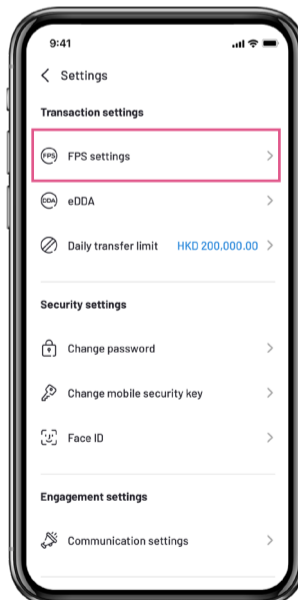 9:41
Settings
Transaction settings
FPS FPS settings
DDA eDDA
Daily transfer limit HKD 200,000.00
Security settings
Change password
Change mobile security key
Face ID
Engagement settings
Communication settings